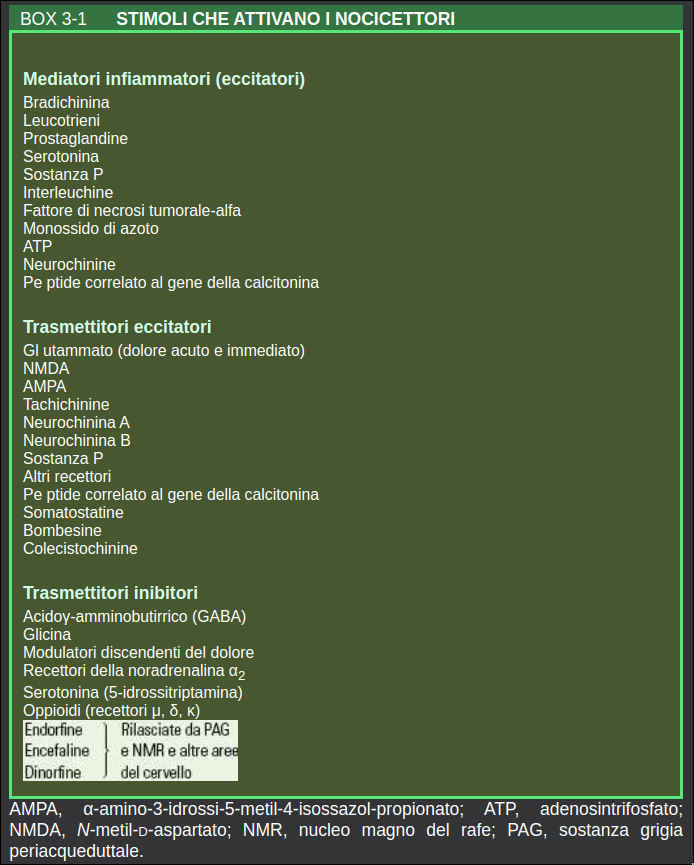 BOX 3-1 STIMOLI CHE ATTIVANO I NOCICETTORI
Mediatori infiammatori (eccitatori)
Bradichinina
Leucotrieni
Prostaglandine
Serotonina
Sostanza P
Interleuchine
Fattore di necrosi tumorale-alfa
Monossido di azoto
ATP
Neurochinine
Pe ptide correlato al gene della calcitonina
Trasmettitori eccitatori
Gl utammato (dolore acuto e immediato)
NMDA
AMPA
Tachichinine
Neurochinina A
Neurochinina B
Sostanza P
Altri recettori
Pe ptide correlato al gene della calcitonina
Somatostatine
Bombesine
Colecistochinine
Trasmettitori inibitori
Acidoγ-amminobutirrico (GABA)
Glicina
Modulatori discendenti del dolore
Recettori della noradrenalina α2
Serotonina (5-idrossitriptamina)
Oppioidi (recettori μ, δ, κ)
Endorfine } Rilasciate da PAG
Encefaline e NMR e altre aree
Dinorfine del cervello
AMPA, α-amino-3-idrossi-5-metil-4-isossazol-propionato; ATP, adenosintrifosfato;
NMDA, N-metil-D-aspartato; NMR, nucleo magno del rafe; PAG, sostanza grigia
periacqueduttale.